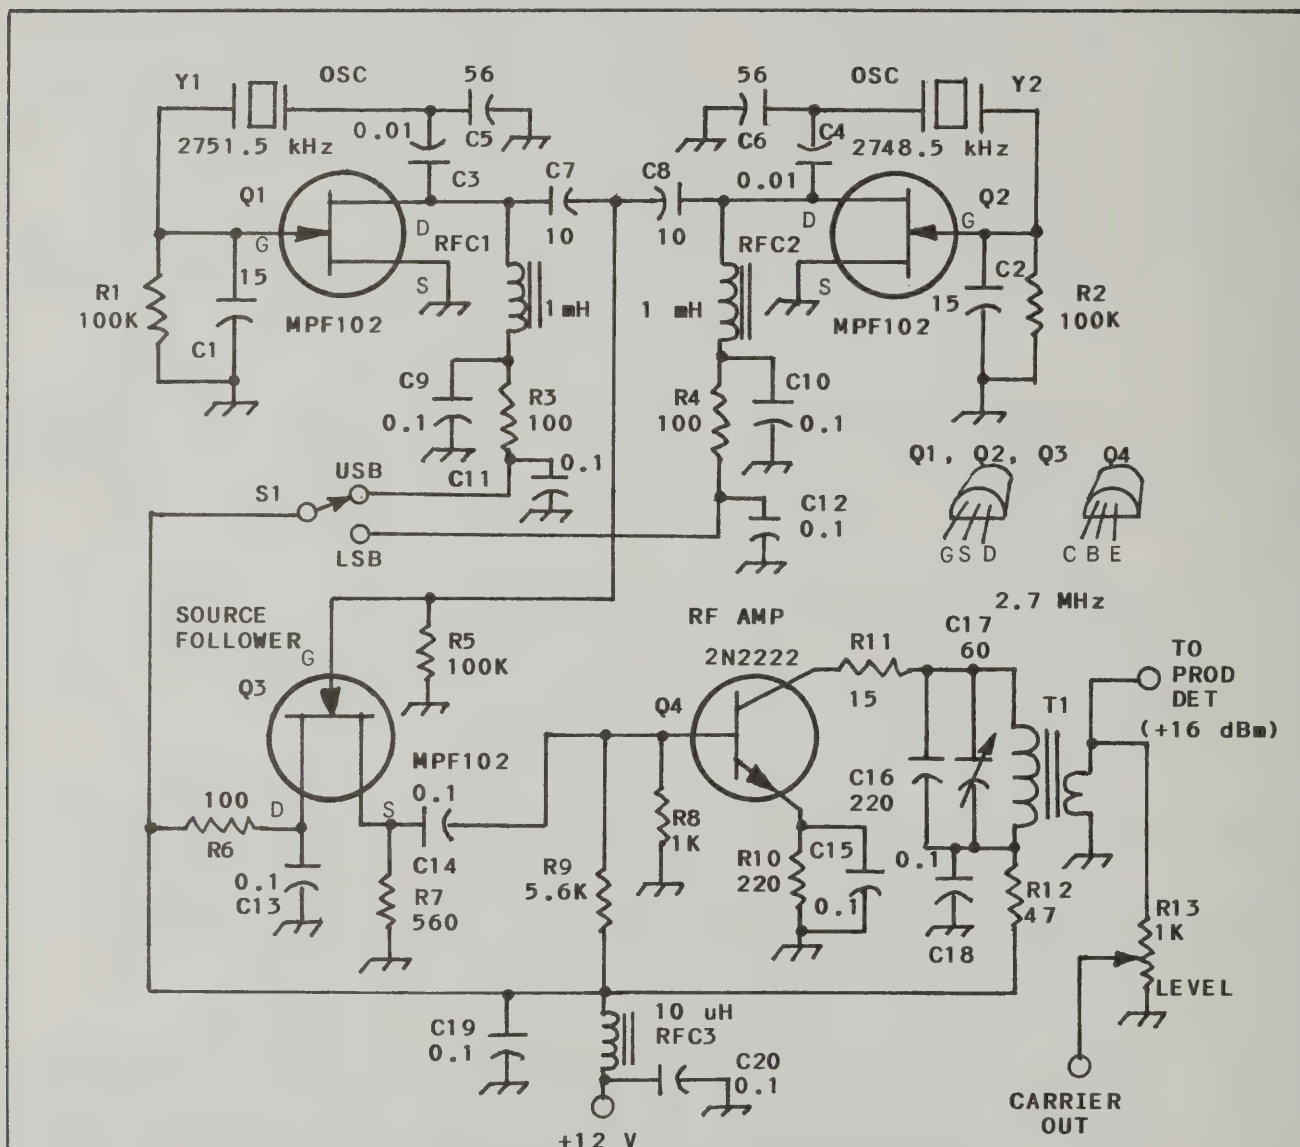 Y1
OSC
56
2751.5 kHz
0.01
C5
C3
Q1
G
D
S
MPF102
15
C1
R1
100K
RFC1
1 mH
C7
10
C8
10
56
C6
OSC
Y2
C4
2748.5 kHz
0.01
Q2
D
G
S
MPF102
RFC2
1 mH
C2
15
R2
100K
C9
0.1
R3
100
C11
0.1
R4
100
C10
0.1
C12
0.1
S1
USB
LSB
Q1, Q2, Q3
G S D
Q4
C B E
SOURCE
FOLLOWER
G
Q3
D
S
MPF102
R5
100K
100
R6
0.1
C13
R7
560
0.1
C14
R9
5.6K
RF AMP
2N2222
Q4
R8
1K
R10
220
C15
0.1
R11
15
2.7 MHz
C17
60
C16
220
0.1
C18
T1
R12
47
TO
PROD
DET
(+16 dBm)
R13
1K
LEVEL
CARRIER
OUT
C19
0.1
10 uH
RFC3
C20
0.1
+12 V